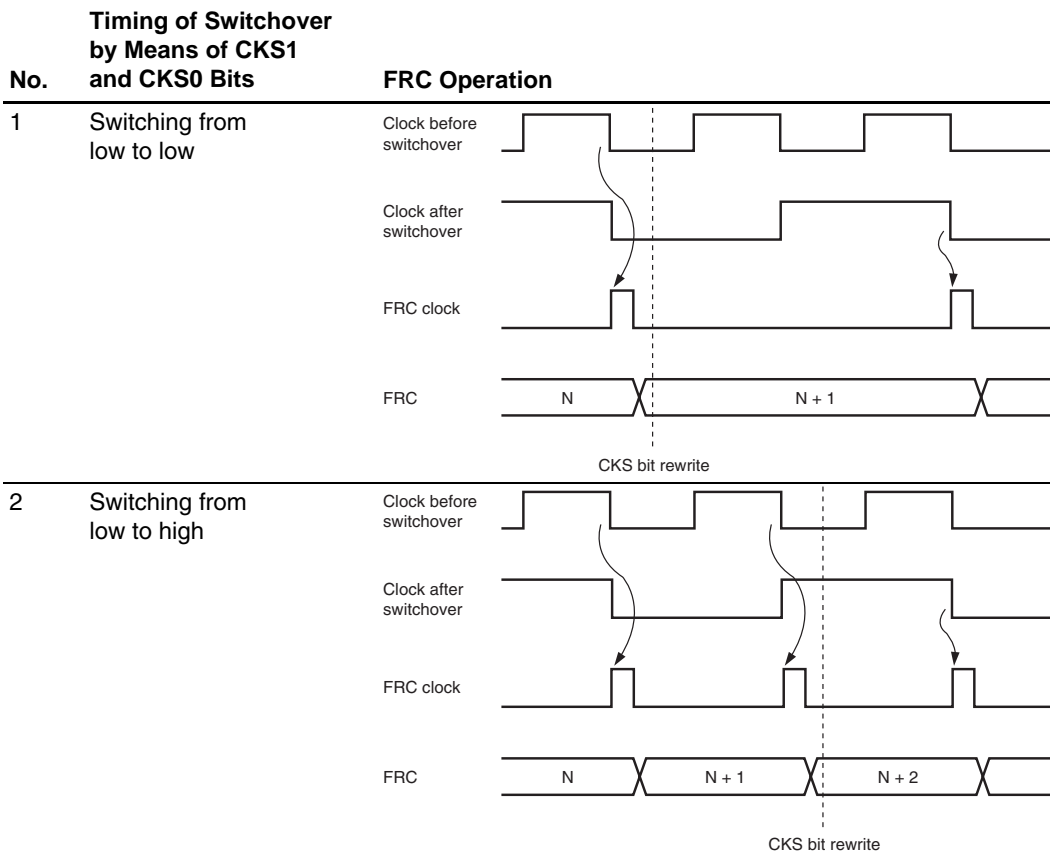 No.
Timing of Switchover
by Means of CKS1
and CKS0 Bits
FRC Operation
1
Switching from
low to low
Clock before
switchover
Clock after
switchover
FRC clock
FRC
N
N + 1
CKS bit rewrite
2
Switching from
low to high
Clock before
switchover
Clock after
switchover
FRC clock
FRC
N
N + 1
N + 2
CKS bit rewrite